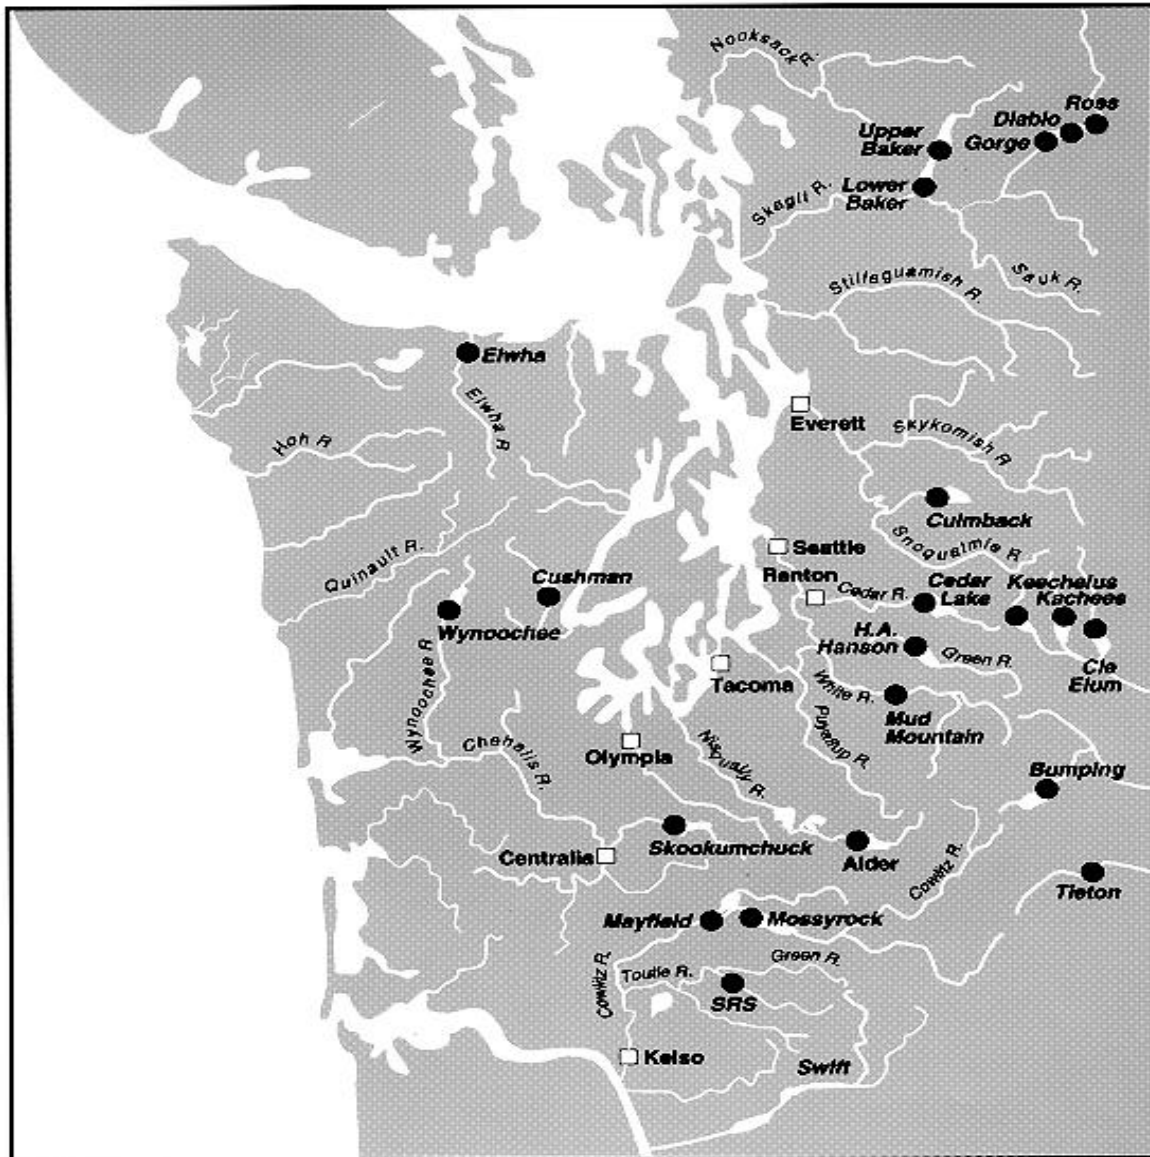 Nooksack R.
Ross
Diablo
Gorge
Upper
Baker
Lower
Baker
Skagit R.
Sauk R.
Stillaguamish R.
Elwha
Elwha R
Everett
Skykomish R
Hoh R
Culmback
Snoqualmie R
Seattle
Renton
Quinault R.
Cushman
Cedar R.
Cedar
Lake
Keechelus
Kachees
Wynoochee
H.A.
Hanson
Green R.
Cle
Elum
Wynoochee R
Tacoma
White R.
Mud
Mountain
Puyallup R.
Chehalis R.
Olympia
Nisqually R.
Bumping
Centralia
Skookumchuck
Alder
Cowlitz R.
Tieton
Mayfield
Mossyrock
Cowlitz R.
Toutle R.
Green R.
SRS
Kelso
Swift